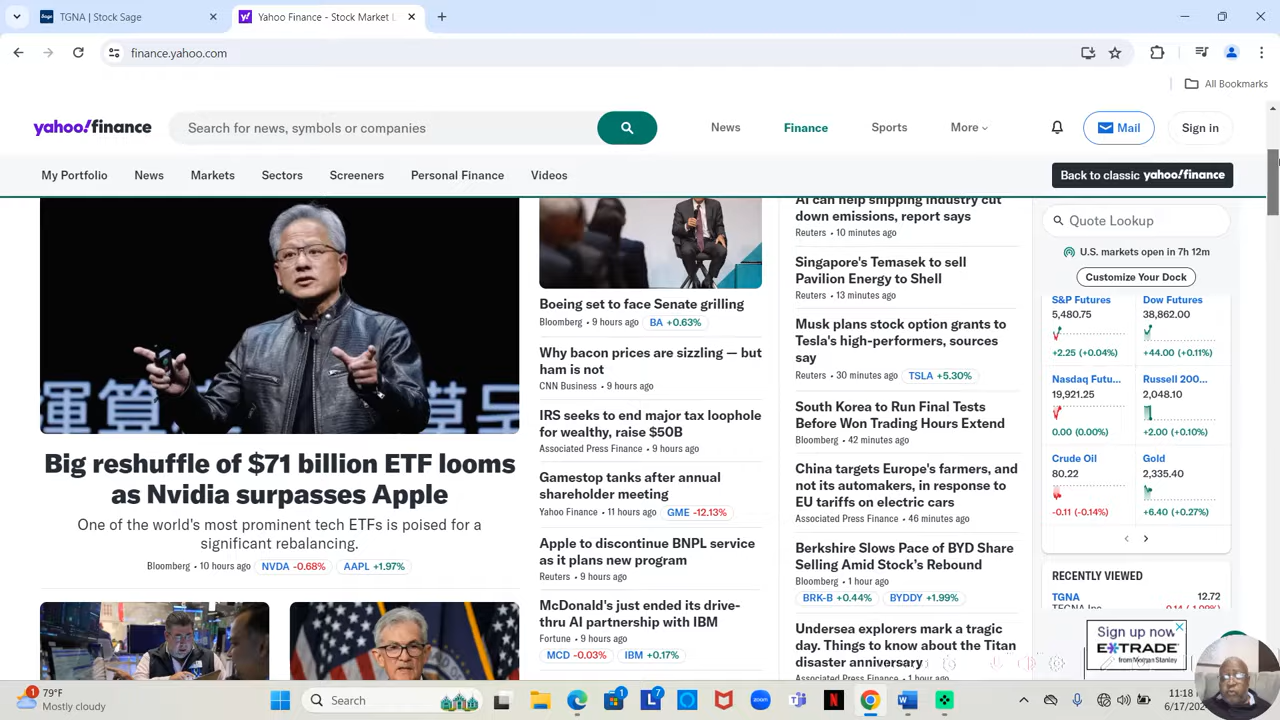 TGNA | Stock Sage
Yahoo Finance - Stock Market L
finance.yahoo.com
All Bookmarks
yahoo!finance
Search for news, symbols or companies
News
Finance
Sports
More
Mail
Sign in
My Portfolio
News
Markets
Sectors
Screeners
Personal Finance
Videos
Back to classic yahoo!finance
Big reshuffle of $71 billion ETF looms
as Nvidia surpasses Apple
One of the world's most prominent tech ETFs is poised for a
significant rebalancing.
Bloomberg • 10 hours ago NVDA -0.68% AAPL +1.97%
Boeing set to face Senate grilling
Bloomberg • 9 hours ago BA +0.63%
Why bacon prices are sizzling — but
ham is not
CNN Business • 9 hours ago
IRS seeks to end major tax loophole
for wealthy, raise $50B
Associated Press Finance • 9 hours ago
Gamestop tanks after annual
shareholder meeting
Yahoo Finance • 11 hours ago GME -12.13%
Apple to discontinue BNPL service
as it plans new program
Reuters • 9 hours ago
McDonald's just ended its drive-
thru AI partnership with IBM
Fortune • 9 hours ago
MCD -0.03% IBM +0.17%
AI can help shipping industry cut
down emissions, report says
Reuters • 10 minutes ago
Singapore's Temasek to sell
Pavilion Energy to Shell
Reuters • 13 minutes ago
Musk plans stock option grants to
Tesla's high-performers, sources
say
Reuters • 30 minutes ago TSLA +5.30%
South Korea to Run Final Tests
Before Won Trading Hours Extend
Bloomberg • 42 minutes ago
China targets Europe's farmers, and
not its automakers, in response to
EU tariffs on electric cars
Associated Press Finance • 46 minutes ago
Berkshire Slows Pace of BYD Share
Selling Amid Stock's Rebound
Bloomberg • 1 hour ago
BRK-B +0.44% BYDDY +1.99%
Undersea explorers mark a tragic
day. Things to know about the Titan
disaster anniversary
Associated Press Finance • 1 hour ago
Quote Lookup
U.S. markets open in 7h 12m
Customize Your Dock
S&P Futures
5,480.75
+2.25 (+0.04%)
Dow Futures
38,862.00
+44.00 (+0.11%)
Nasdaq Futu...
19,921.25
0.00 (0.00%)
Russell 200...
2,048.10
+2.00 (+0.10%)
Crude Oil
80.22
-0.11 (-0.14%)
Gold
2,335.40
+6.40 (+0.27%)
RECENTLY VIEWED
TGNA 12.72
TEGNA Inc. -0.14 (-1.09%)
Sign up now
E*TRADE
from Morgan Stanley
79°F
Mostly cloudy
Search
zoom
11:18
6/17/